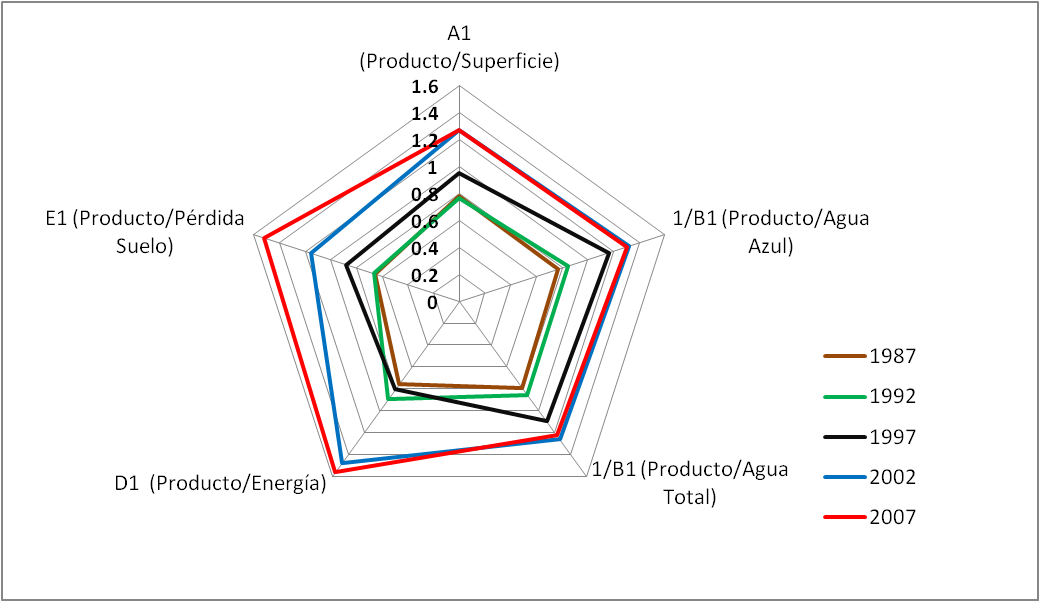 A1
(Producto/Superficie)
1.6
1.4
1.2
1
0.8
0.6
0.4
0.2
0
E1 (Producto/Pérdida
Suelo)
1/B1 (Producto/Agua
Azul)
D1  (Producto/Energía)
1/B1 (Producto/Agua
Total)
1987
1992
1997
2002
2007